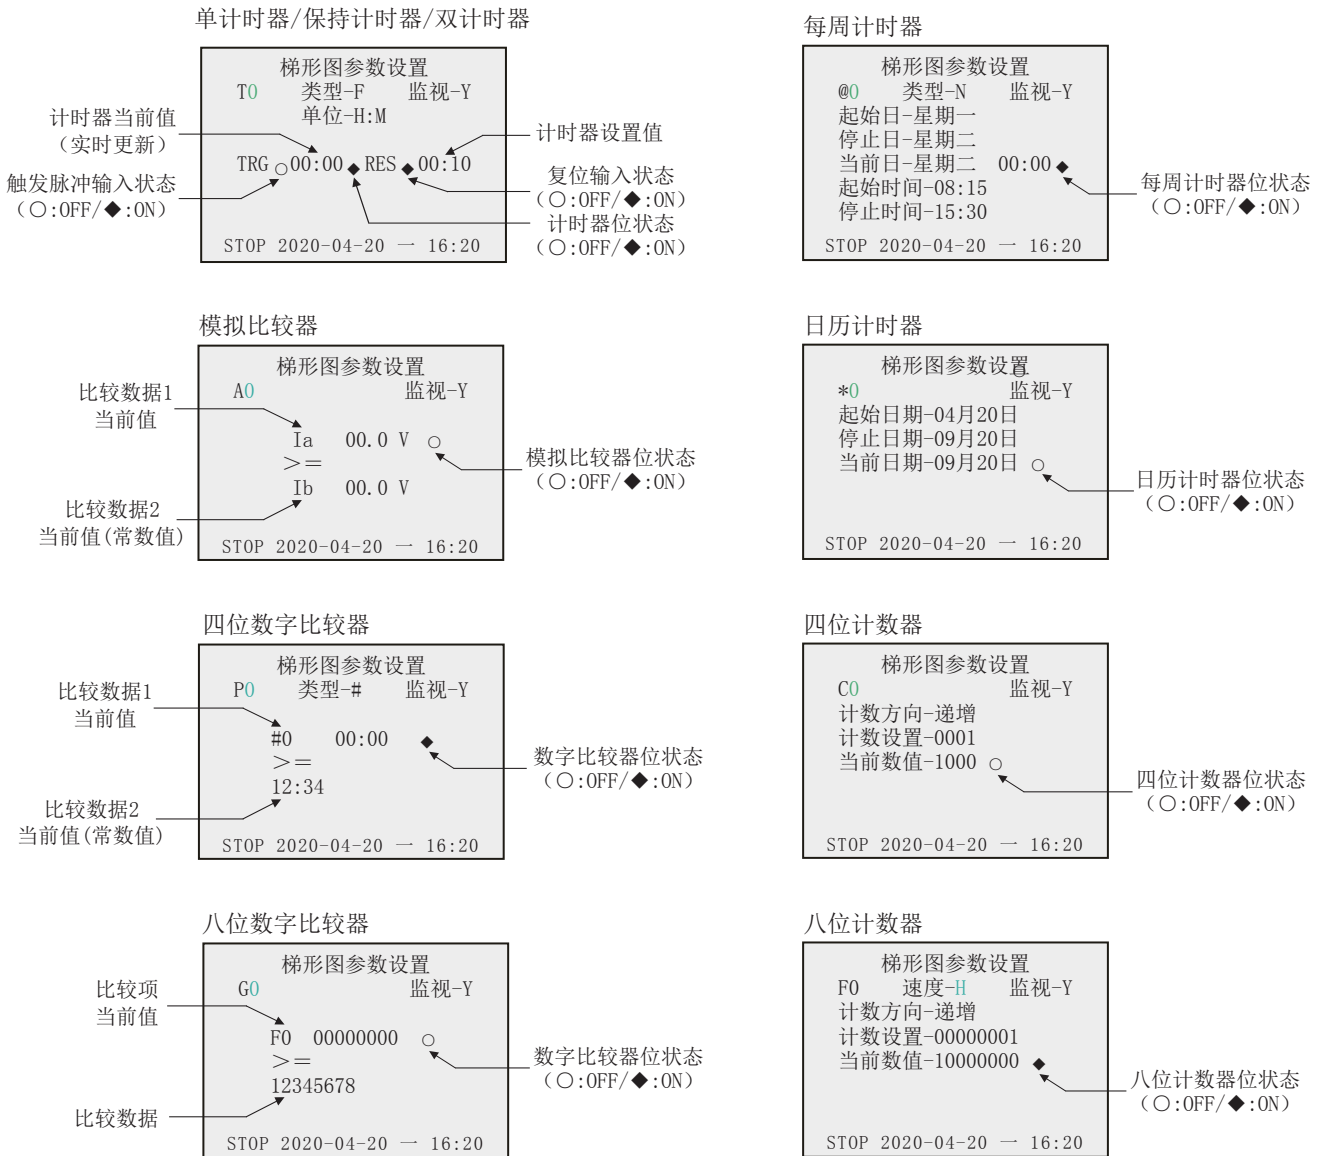 单计时器/保持计时器/双计时器
梯形图参数设置
T0 类型-F 监视-Y
单位-H:M
TRG ○00:00 ◆ RES ◆ 00:10
STOP 2020-04-20 一 16:20
计时器当前值
（实时更新）
触发脉冲输入状态
（○:OFF/◆:ON）
计时器设置值
复位输入状态
（○:OFF/◆:ON）
计时器位状态
（○:OFF/◆:ON）
每周计时器
梯形图参数设置
@0 类型-N 监视-Y
起始日-星期一
停止日-星期二
当前日-星期二 00:00 ◆
起始时间-08:15
停止时间-15:30
STOP 2020-04-20 一 16:20
每周计时器位状态
（○:OFF/◆:ON）
模拟比较器
梯形图参数设置
A0 监视-Y
Ia 00.0 V ○
>=
Ib 00.0 V
STOP 2020-04-20 一 16:20
比较数据1
当前值
比较数据2
当前值(常数值)
模拟比较器位状态
（○:OFF/◆:ON）
日历计时器
梯形图参数设置
○
*0 监视-Y
起始日期-04月20日
停止日期-09月20日
当前日期-09月20日 ○
STOP 2020-04-20 一 16:20
日历计时器位状态
（○:OFF/◆:ON）
四位数字比较器
梯形图参数设置
P0 类型-# 监视-Y
#0 00:00 ◆
>=
12:34
STOP 2020-04-20 一 16:20
比较数据1
当前值
比较数据2
当前值(常数值)
数字比较器位状态
（○:OFF/◆:ON）
四位计数器
梯形图参数设置
C0 监视-Y
计数方向-递增
计数设置-0001
当前数值-1000 ○
STOP 2020-04-20 一 16:20
四位计数器位状态
（○:OFF/◆:ON）
八位数字比较器
梯形图参数设置
G0 监视-Y
F0 00000000 ○
>=
12345678
STOP 2020-04-20 一 16:20
比较项
当前值
比较数据
数字比较器位状态
（○:OFF/◆:ON）
八位计数器
梯形图参数设置
F0 速度-H 监视-Y
计数方向-递增
计数设置-00000001
当前数值-10000000 ◆
STOP 2020-04-20 一 16:20
八位计数器位状态
（○:OFF/◆:ON）